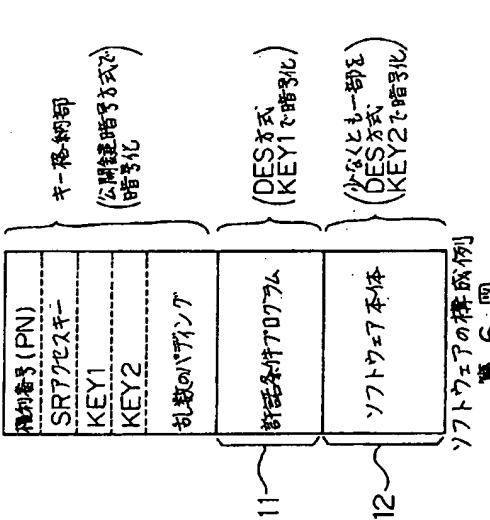 権利番号(PN)
SRアクセスキー
KEY1
KEY2
乱数のパディング
許諾条件プログラム
ソフトウェア本体
キー格納部
(公開鍵暗号方式で
暗号化)
(DES方式
KEY1で暗号化)
(少なくとも一部を
DES方式
KEY2で暗号化)
11
12
ソフトウェアの構成例
第6図